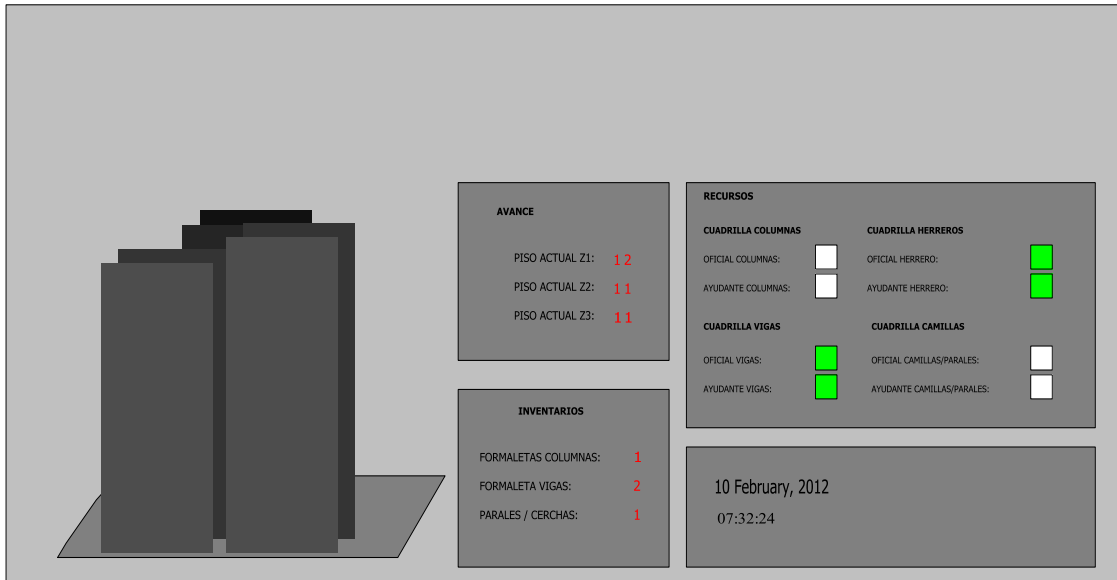 AVANCE
PISO ACTUAL Z1: 12
PISO ACTUAL Z2: 11
PISO ACTUAL Z3: 11
INVENTARIOS
FORMALETAS COLUMNAS: 1
FORMALETA VIGAS: 2
PARALES / CERCHAS: 1
RECURSOS
CUADRILLA COLUMNAS
OFICIAL COLUMNAS:
AYUDANTE COLUMNAS:
CUADRILLA HERREROS
OFICIAL HERRERO:
AYUDANTE HERRERO:
CUADRILLA VIGAS
OFICIAL VIGAS:
AYUDANTE VIGAS:
CUADRILLA CAMILLAS
OFICIAL CAMILLAS/PARALES:
AYUDANTE CAMILLAS/PARALES:
10 February, 2012
07:32:24